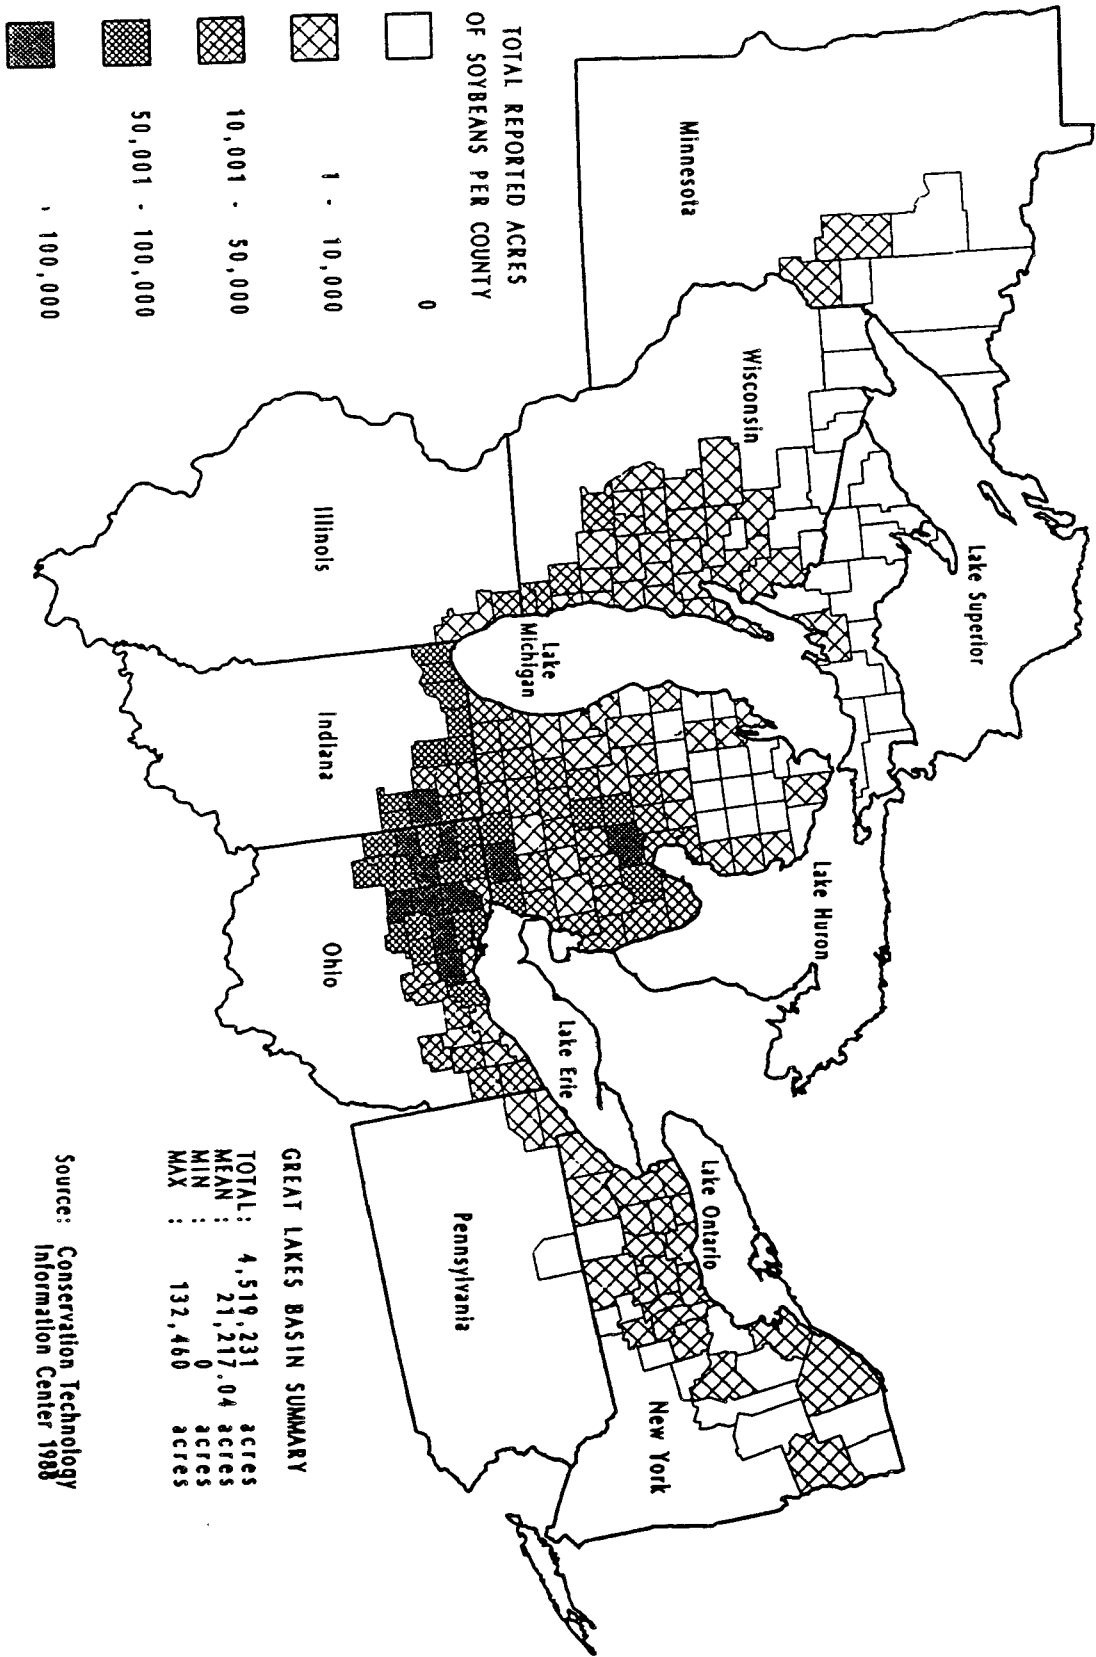 Minnesota
Wisconsin
Lake Superior
Illinois
Lake
Michigan
Indiana
Lake Huron
Ohio
Lake Erie
Lake Ontario
Pennsylvania
New York
TOTAL REPORTED ACRES
OF SOYBEANS PER COUNTY
0
1 - 10,000
10,001 - 50,000
50,001 - 100,000
> 100,000
GREAT LAKES BASIN SUMMARY
TOTAL: 4,519,231 acres
MEAN : 21,217.04 acres
MIN : 0 acres
MAX : 132,460 acres
Source: Conservation Technology
Information Center 1988